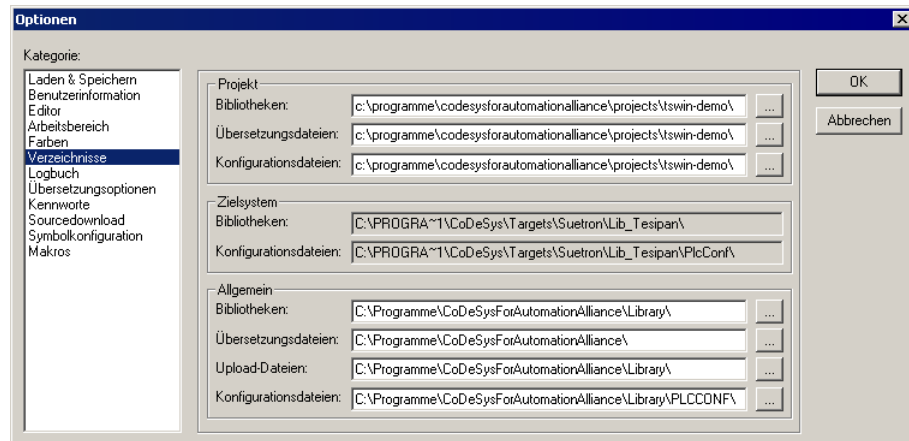 Optionen
Kategorie:
Laden & Speichern
Benutzerinformation
Editor
Arbeitsbereich
Farben
Verzeichnisse
Logbuch
Übersetzungsoptionen
Kennworte
Sourcedownload
Symbolkonfiguration
Makros
Projekt
Bibliotheken: c:\programme\codesysforautomationalliance\projects\tswin-demo\ ...
Übersetzungsdateien: c:\programme\codesysforautomationalliance\projects\tswin-demo\ ...
Konfigurationsdateien: c:\programme\codesysforautomationalliance\projects\tswin-demo\ ...
Zielsystem
Bibliotheken: C:\PROGRA~1\CoDeSys\Targets\Suetron\Lib_Tesipan\
Konfigurationsdateien: C:\PROGRA~1\CoDeSys\Targets\Suetron\Lib_Tesipan\PlcConf\
Allgemein
Bibliotheken: C:\Programme\CoDeSysForAutomationAlliance\Library\ ...
Übersetzungsdateien: C:\Programme\CoDeSysForAutomationAlliance\ ...
Upload-Dateien: C:\Programme\CoDeSysForAutomationAlliance\Library\ ...
Konfigurationsdateien: C:\Programme\CoDeSysForAutomationAlliance\Library\PLCCONF\ ...
OK
Abbrechen